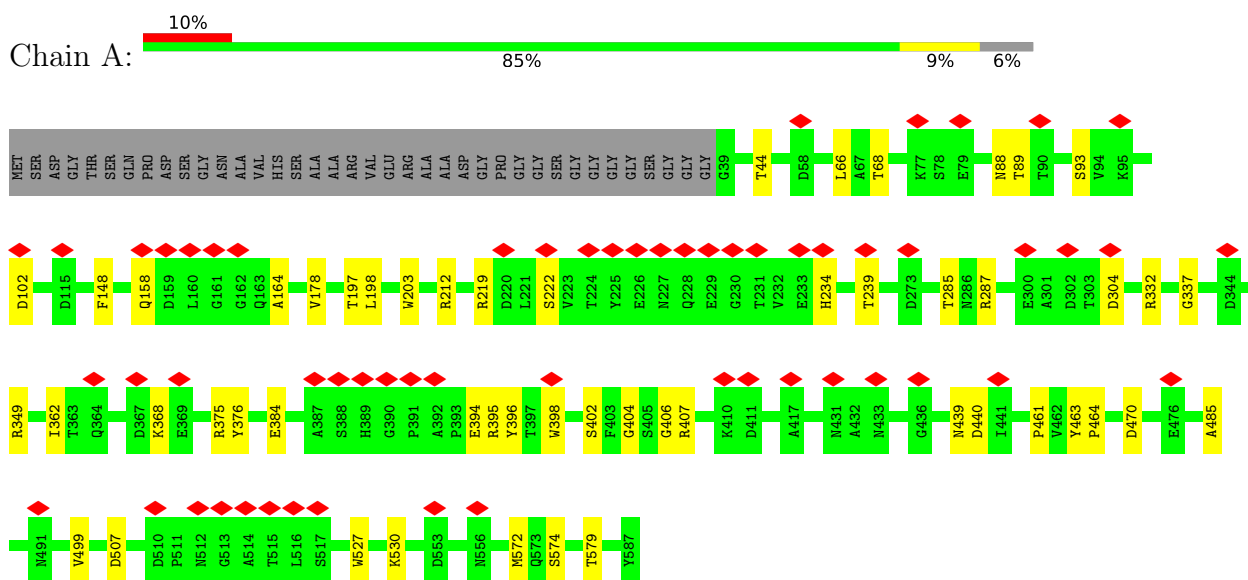 10%
Chain A:
85% 9% 6%
MET SER ASP GLY THR SER GLN PRO ASP SER GLY ASN ALA VAL HIS SER ALA ALA ARG VAL GLU ARG ALA ALA ASP GLY PRO GLY GLY SER GLY GLY GLY GLY SER GLY GLY GLY G39 T44 D58 L66 A67 T68 K77 S78 E79 N88 T89 T90 S93 V94 K95
D102 D115 F148 Q158 D159 L160 G161 G162 Q163 A164 V178 T197 L198 W203 R212 R219 D220 L221 S222 V223 T224 Y225 E226 N227 Q228 E229 G230 T231 V232 E233 H234 T239 D273 T285 N286 R287 E300 A301 D302 T303 D304 R332 G337 D344
R349 I362 T363 Q364 D367 K368 E369 R375 Y376 E384 A387 S388 H389 G390 P391 A392 P393 E394 R395 Y396 T397 W398 S402 F403 G404 S405 G406 R407 K410 D411 A417 N431 A432 N433 G436 N439 D440 I441 P461 V462 Y463 P464 D470 E476 A485
N491 V499 D507 D510 P511 N512 G513 A514 T515 L516 S517 W527 K530 D553 N556 M572 Q573 S574 T579 Y587